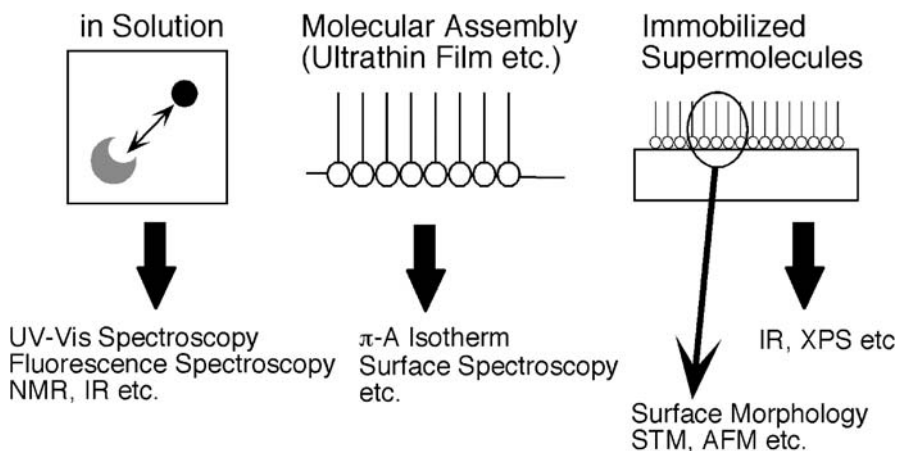 in Solution
Molecular Assembly
(Ultrathin Film etc.)
Immobilized
Supermolecules
UV-Vis Spectroscopy
Fluorescence Spectroscopy
NMR, IR etc.
π-A Isotherm
Surface Spectroscopy
etc.
IR, XPS etc
Surface Morphology
STM, AFM etc.